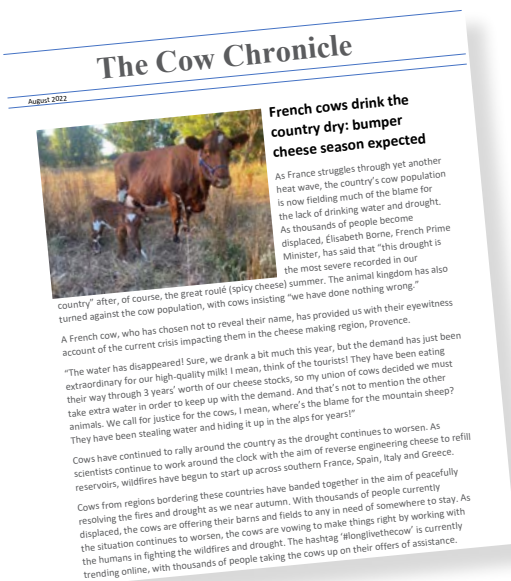 The Cow Chronicle
August 2022
French cows drink the
country dry: bumper
cheese season expected
As France struggles through yet another
heat wave, the country's cow population
is now fielding much of the blame for
the lack of drinking water and drought.
As thousands of people become
displaced, Élisabeth Borne, French Prime
Minister, has said that "this drought is
the most severe recorded in our
country" after, of course, the great roulé (spicy cheese) summer. The animal kingdom has also
turned against the cow population, with cows insisting "we have done nothing wrong."
A French cow, who has chosen not to reveal their name, has provided us with their eyewitness
account of the current crisis impacting them in the cheese making region, Provence.
"The water has disappeared! Sure, we drank a bit much this year, but the demand has just been
extraordinary for our high-quality milk! I mean, think of the tourists! They have been eating
their way through 3 years' worth of our cheese stocks, so my union of cows decided we must
take extra water in order to keep up with the demand. And that's not to mention the other
animals. We call for justice for the cows, I mean, where's the blame for the mountain sheep?
They have been stealing water and hiding it up in the alps for years!"
Cows have continued to rally around the country as the drought continues to worsen. As
scientists continue to work around the clock with the aim of reverse engineering cheese to refill
reservoirs, wildfires have begun to start up across southern France, Spain, Italy and Greece.
Cows from regions bordering these countries have banded together in the aim of peacefully
resolving the fires and drought as we near autumn. With thousands of people currently
displaced, the cows are offering their barns and fields to any in need of somewhere to stay. As
the situation continues to worsen, the cows are vowing to make things right by working with
the humans in fighting the wildfires and drought. The hashtag '#longlivethecow' is currently
trending online, with thousands of people taking the cows up on their offers of assistance.